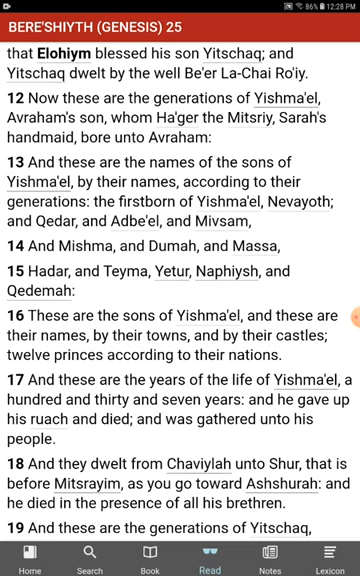 86% 12:28 PM
BERE'SHIYTH (GENESIS) 25
that Elohiym blessed his son Yitschaq; and
Yitschaq dwelt by the well Be'er La-Chai Ro'iy.
12 Now these are the generations of Yishma'el,
Avraham's son, whom Ha'ger the Mitsriy, Sarah's
handmaid, bore unto Avraham:
13 And these are the names of the sons of
Yishma'el, by their names, according to their
generations: the firstborn of Yishma'el, Nevayoth;
and Qedar, and Adbe'el, and Mivsam,
14 And Mishma, and Dumah, and Massa,
15 Hadar, and Teyma, Yetur, Naphiysh, and
Qedemah:
16 These are the sons of Yishma'el, and these are
their names, by their towns, and by their castles;
twelve princes according to their nations.
17 And these are the years of the life of Yishma'el, a
hundred and thirty and seven years: and he gave up
his ruach and died; and was gathered unto his
people.
18 And they dwelt from Chaviylah unto Shur, that is
before Mitsrayim, as you go toward Ashshurah: and
he died in the presence of all his brethren.
19 And these are the generations of Yitschaq,
Home Search Book Read Notes Lexicon